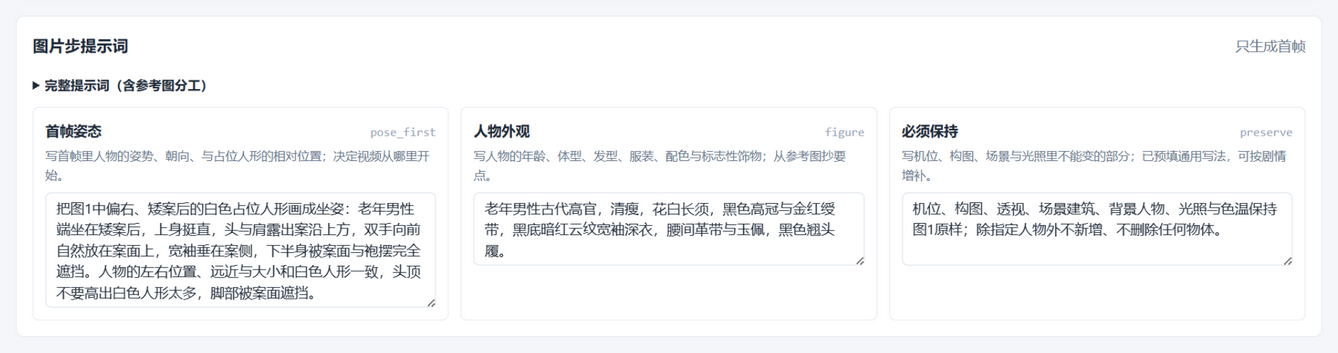 图片步提示词
只生成首帧
▶ 完整提示词（含参考图分工）
首帧姿态
pose_first
写首帧里人物的姿势、朝向、与占位人形的相对位置；决定视频从哪里开
始。
把图1中偏右、矮案后的白色占位人形画成坐姿：老年男性
端坐在矮案后，上身挺直，头与肩露出案沿上方，双手向前
自然放在案面上，宽袖垂在案侧，下半身被案面与袍摆完全
遮挡。人物的左右位置、远近与大小和白色人形一致，头顶
不要高出白色人形太多，脚部被案面遮挡。
人物外观
figure
写人物的年龄、体型、发型、服装、配色与标志性饰物；从参考图抄要
点。
老年男性古代高官，清瘦，花白长须，黑色高冠与金红绶
带，黑底暗红云纹宽袖深衣，腰间革带与玉佩，黑色翘头
履。
必须保持
preserve
写机位、构图、场景与光照里不能变的部分；已预填通用写法，可按剧情
增补。
机位、构图、透视、场景建筑、背景人物、光照与色温保持
图1原样；除指定人物外不新增、不删除任何物体。